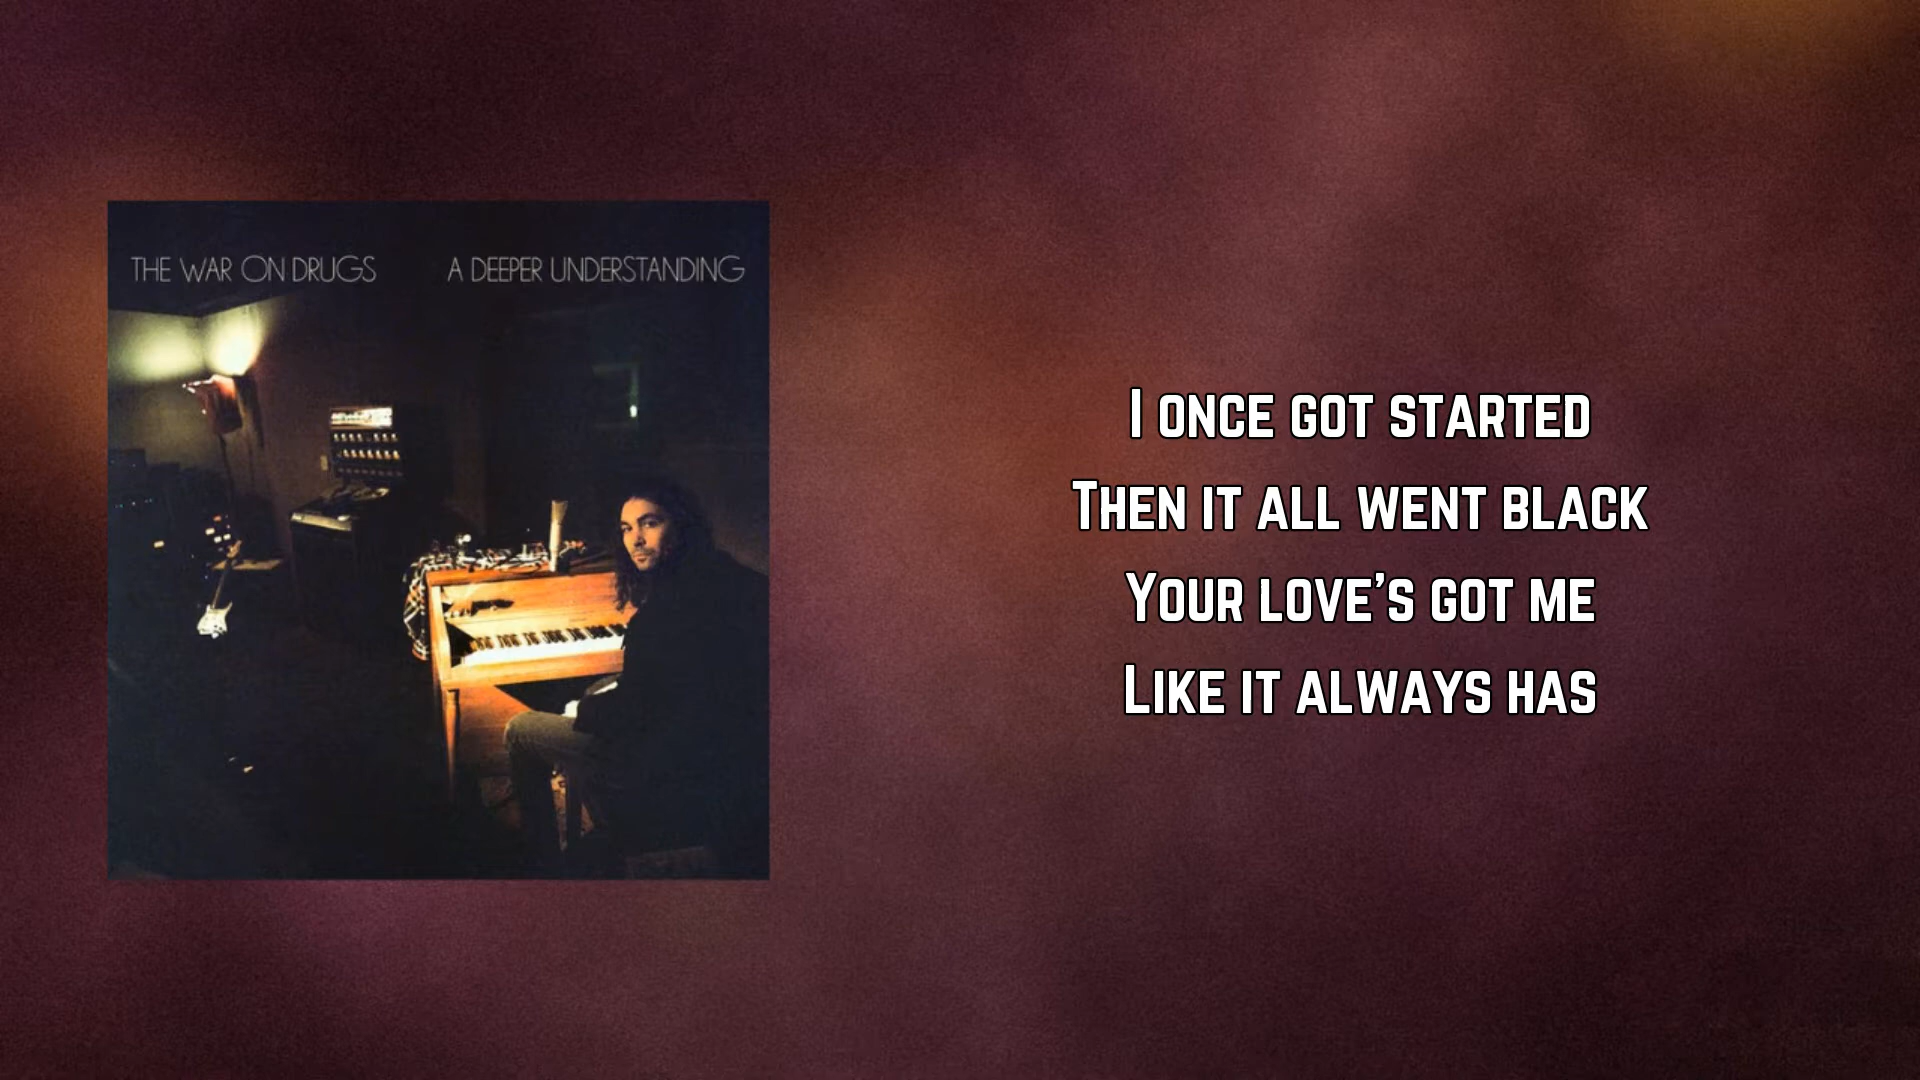 THE WAR ON DRUGS A DEEPER UNDERSTANDING
I ONCE GOT STARTED
THEN IT ALL WENT BLACK
YOUR LOVE'S GOT ME
LIKE IT ALWAYS HAS